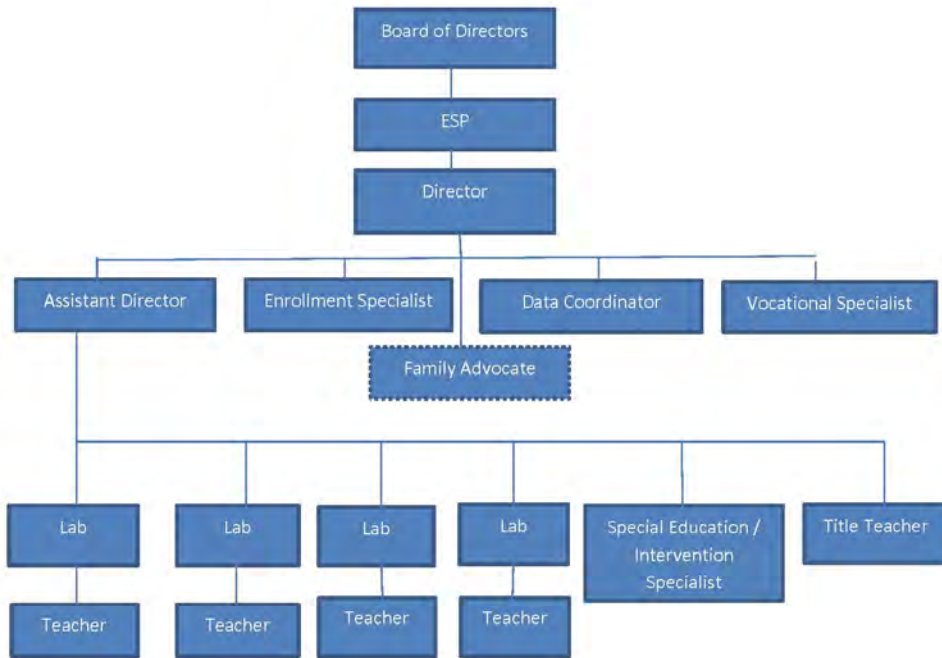 Board of Directors
ESP
Director
Assistant Director
Enrollment Specialist
Data Coordinator
Vocational Specialist
Family Advocate
Lab
Lab
Lab
Lab
Special Education /
Intervention
Specialist
Title Teacher
Teacher
Teacher
Teacher
Teacher